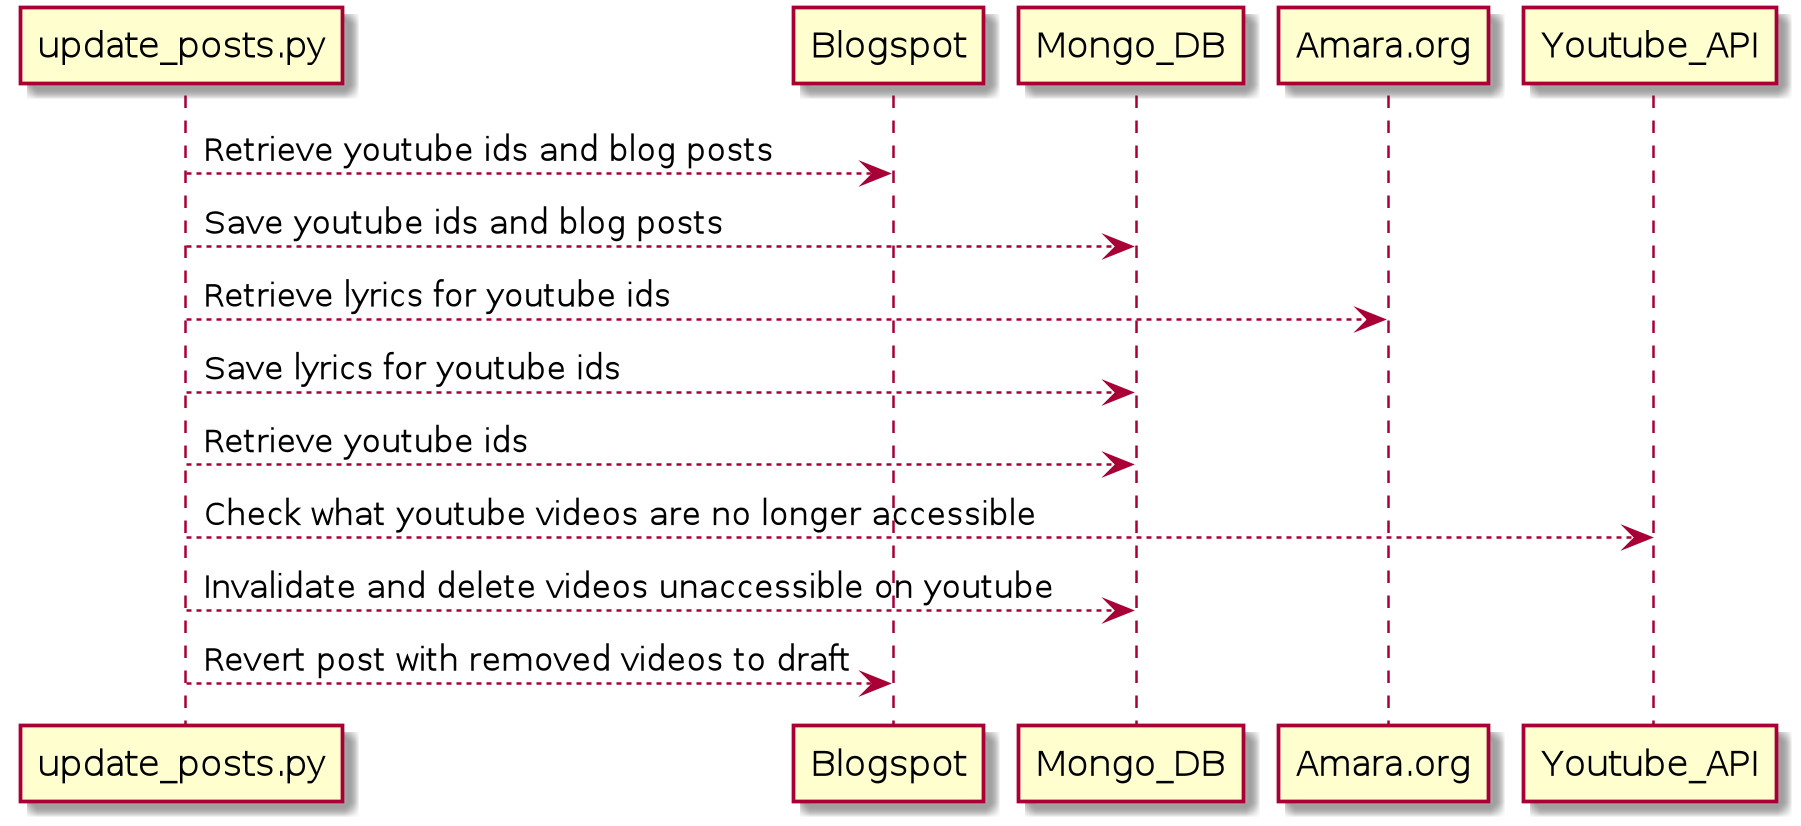 update_posts.py
Blogspot
Mongo_DB
Amara.org
Youtube_API
Retrieve youtube ids and blog posts
Save youtube ids and blog posts
Retrieve lyrics for youtube ids
Save lyrics for youtube ids
Retrieve youtube ids
Check what youtube videos are no longer accessible
Invalidate and delete videos unaccessible on youtube
Revert post with removed videos to draft
update_posts.py
Blogspot
Mongo_DB
Amara.org
Youtube_API